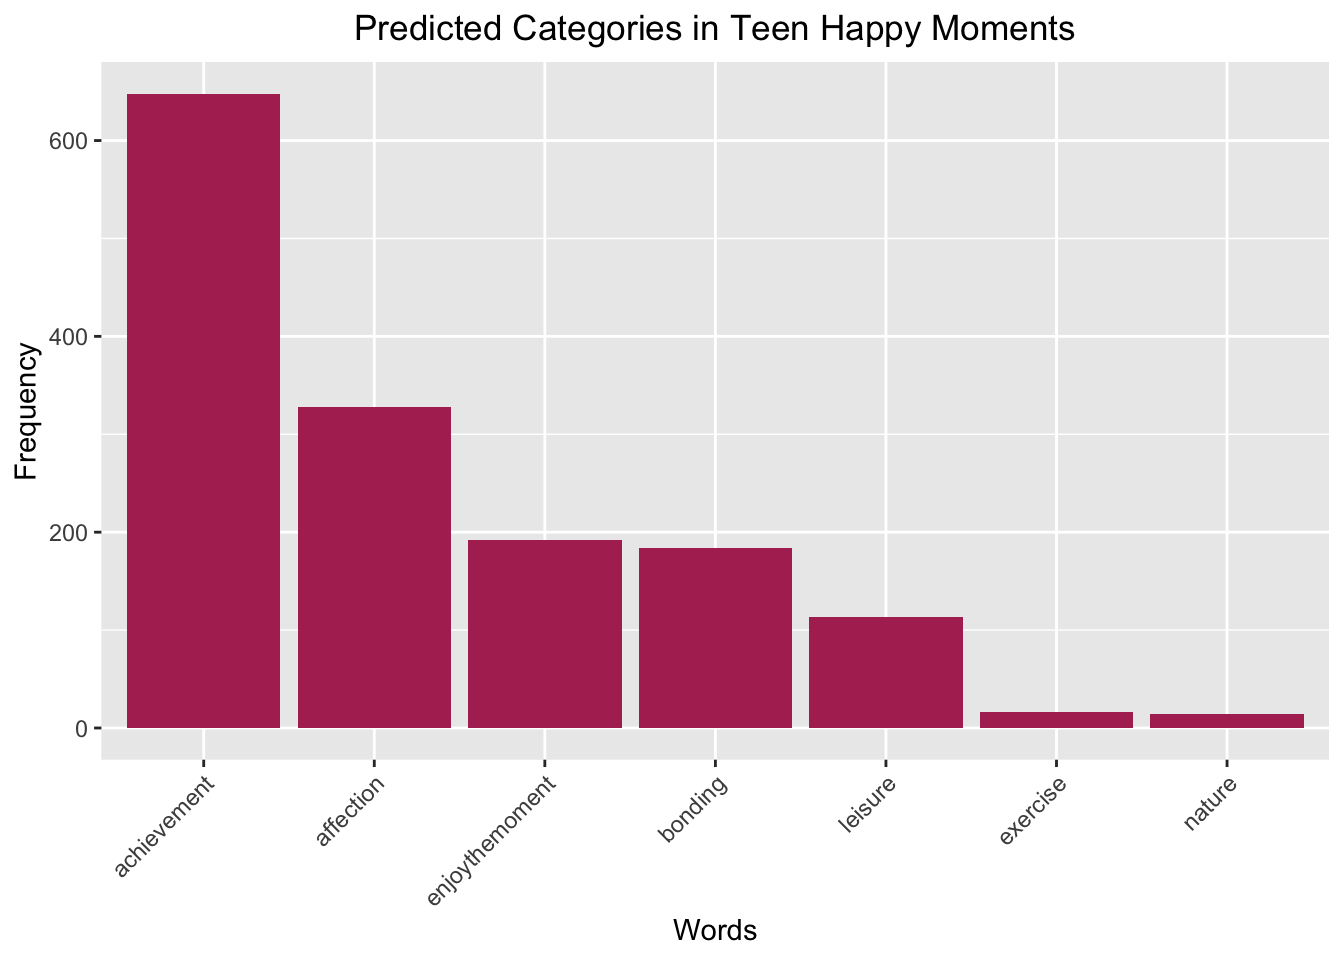 Predicted Categories in Teen Happy Moments
Frequency
600
400
200
0
achievement
affection
enjoythemoment
bonding
leisure
exercise
nature
Words